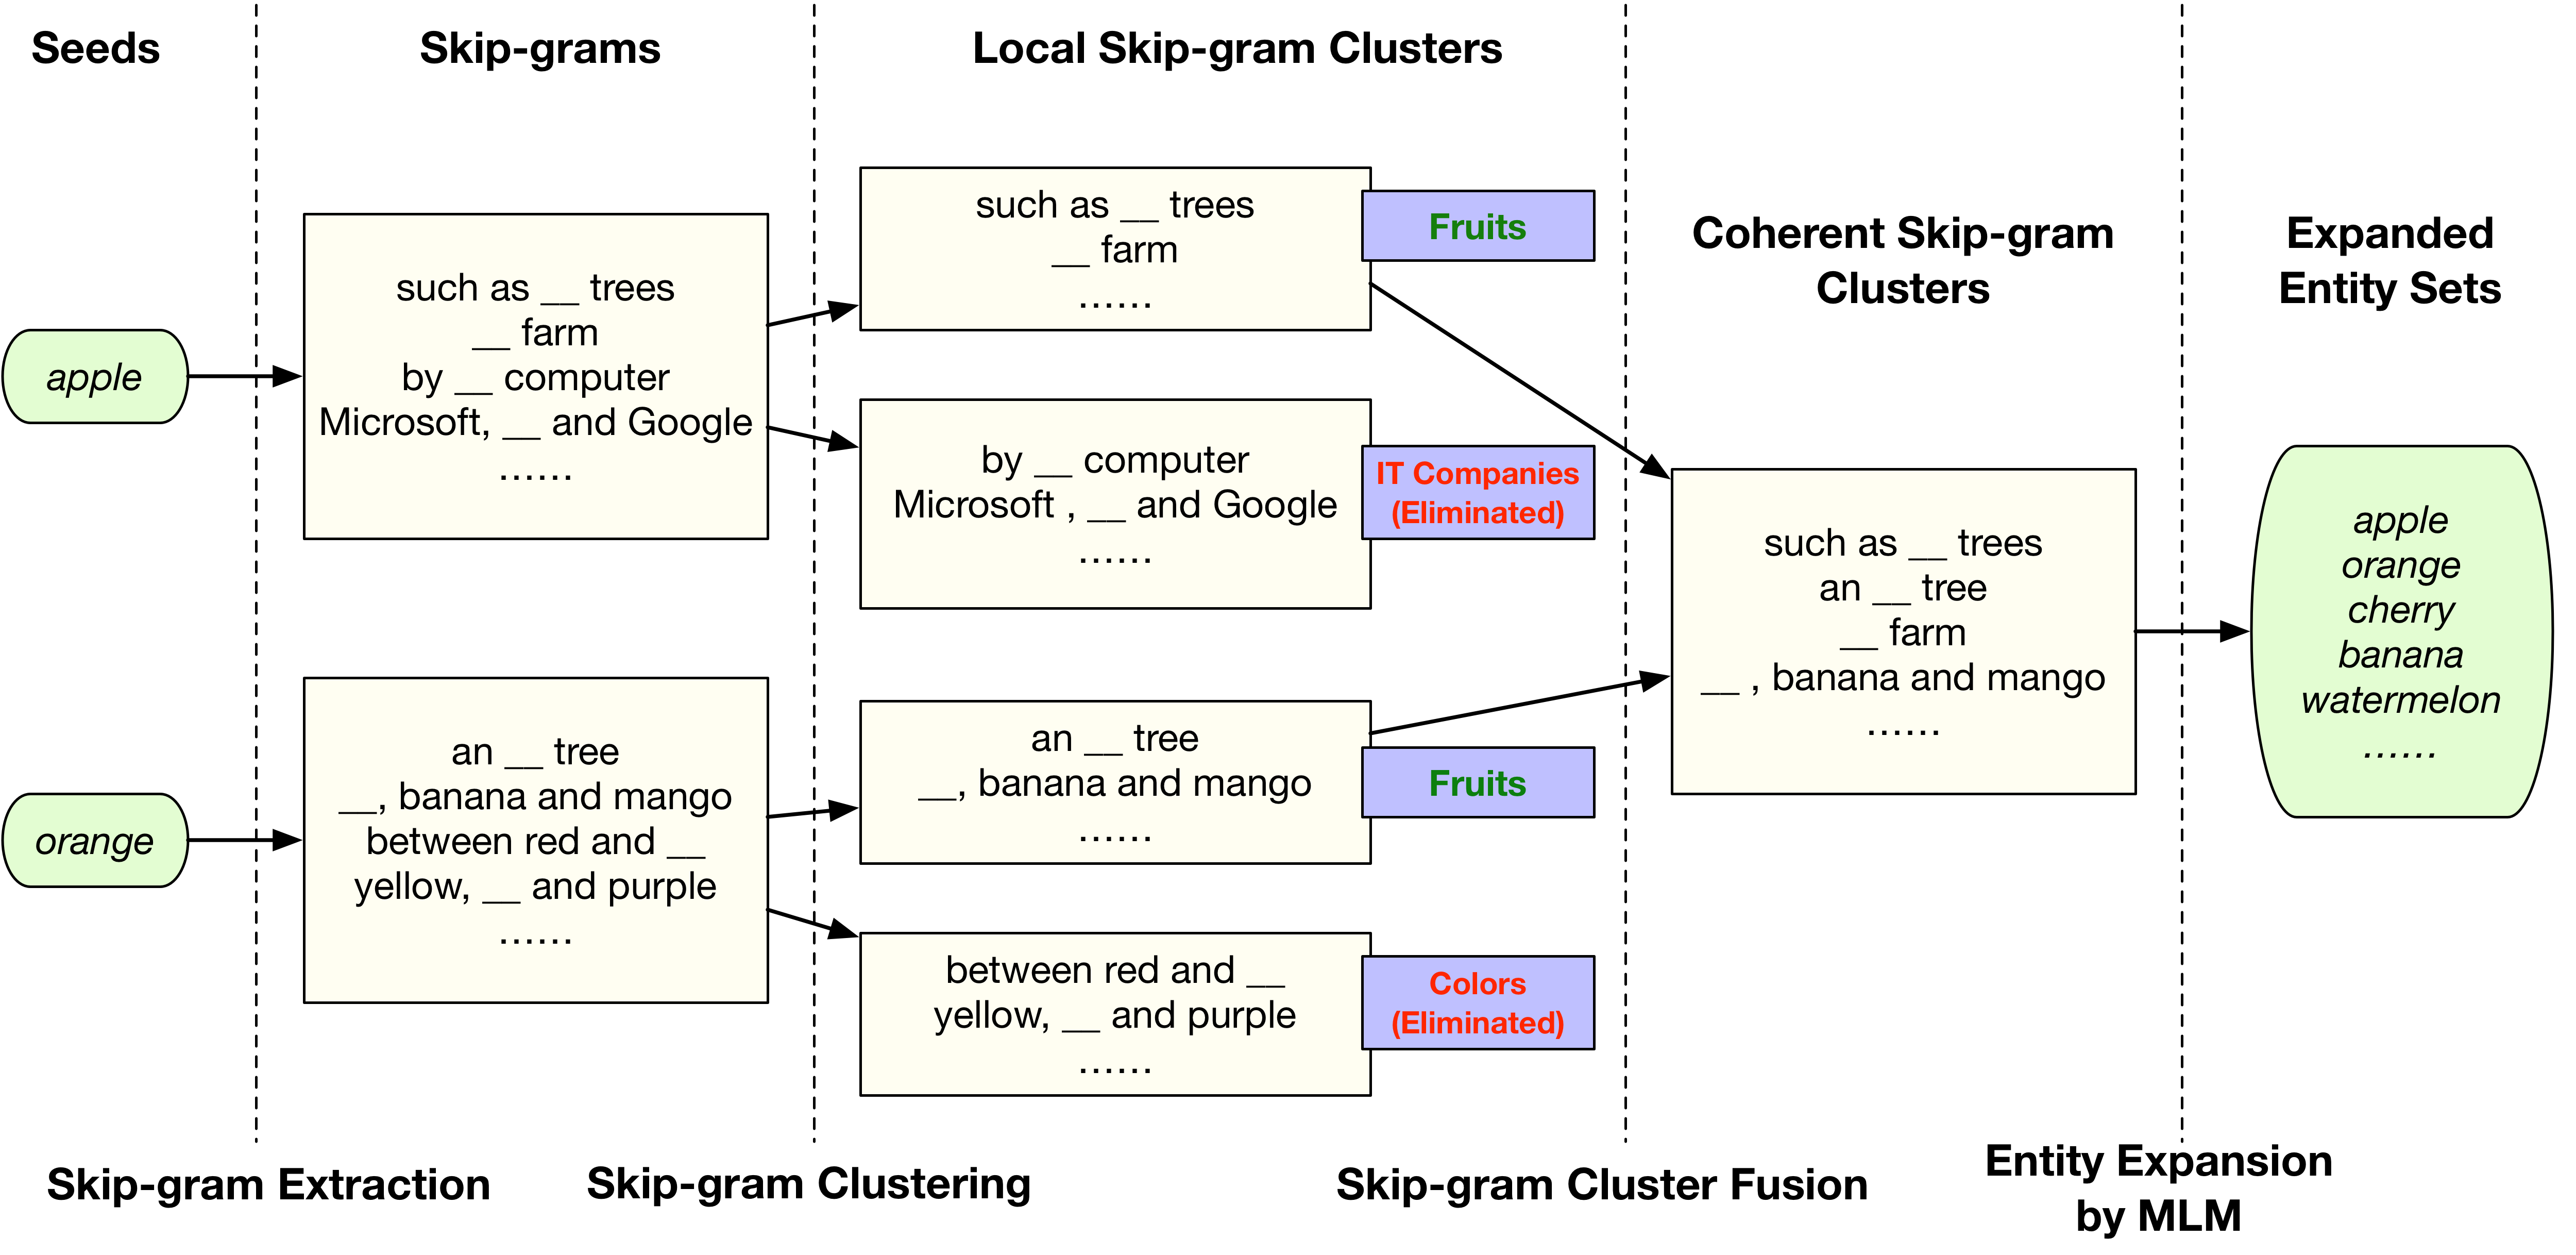 Seeds
Skip-grams
Local Skip-gram Clusters
apple
such as __ trees
__ farm
by __ computer
Microsoft, __ and Google
......
orange
an __ tree
__, banana and mango
between red and __
yellow, __ and purple
......
such as __ trees
__ farm
......
Fruits
by __ computer
Microsoft , __ and Google
......
IT Companies
(Eliminated)
an __ tree
__, banana and mango
......
Fruits
between red and __
yellow, __ and purple
......
Colors
(Eliminated)
Coherent Skip-gram
Clusters
such as __ trees
an __ tree
__ farm
__ , banana and mango
......
Expanded
Entity Sets
apple
orange
cherry
banana
watermelon
......
Skip-gram Extraction
Skip-gram Clustering
Skip-gram Cluster Fusion
Entity Expansion
by MLM